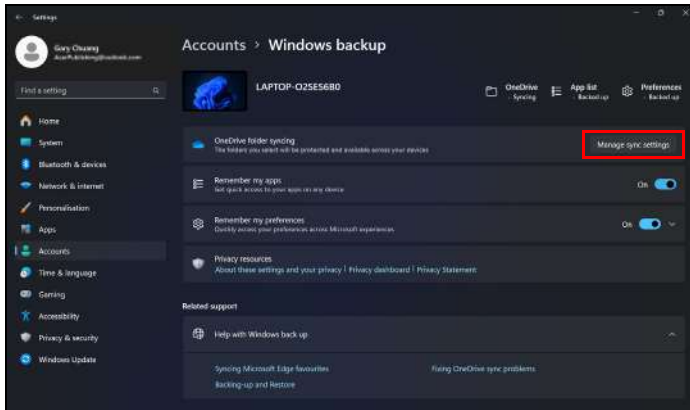 Settings
Gary Chuang
Accounts > Windows backup
Find a setting
LAPTOP-O2SES6B0
OneDrive
- Syncing
App list
- Backed up
Preferences
- Backed up
Home
System
Bluetooth & devices
Network & internet
Personalisation
Apps
Accounts
Time & language
Gaming
Accessibility
Privacy & security
Windows Update
OneDrive folder syncing
The folders you select will be protected and available across your devices
Manage sync settings
Remember my apps
Get quick access to your apps on any device
On
Remember my preferences
Quickly access your preferences across Microsoft experiences
On
Privacy resources
About these settings and your privacy | Privacy dashboard | Privacy Statement
Related support
Help with Windows back up
Syncing Microsoft Edge favourites
Fixing OneDrive sync problems
Backing-up and Restore